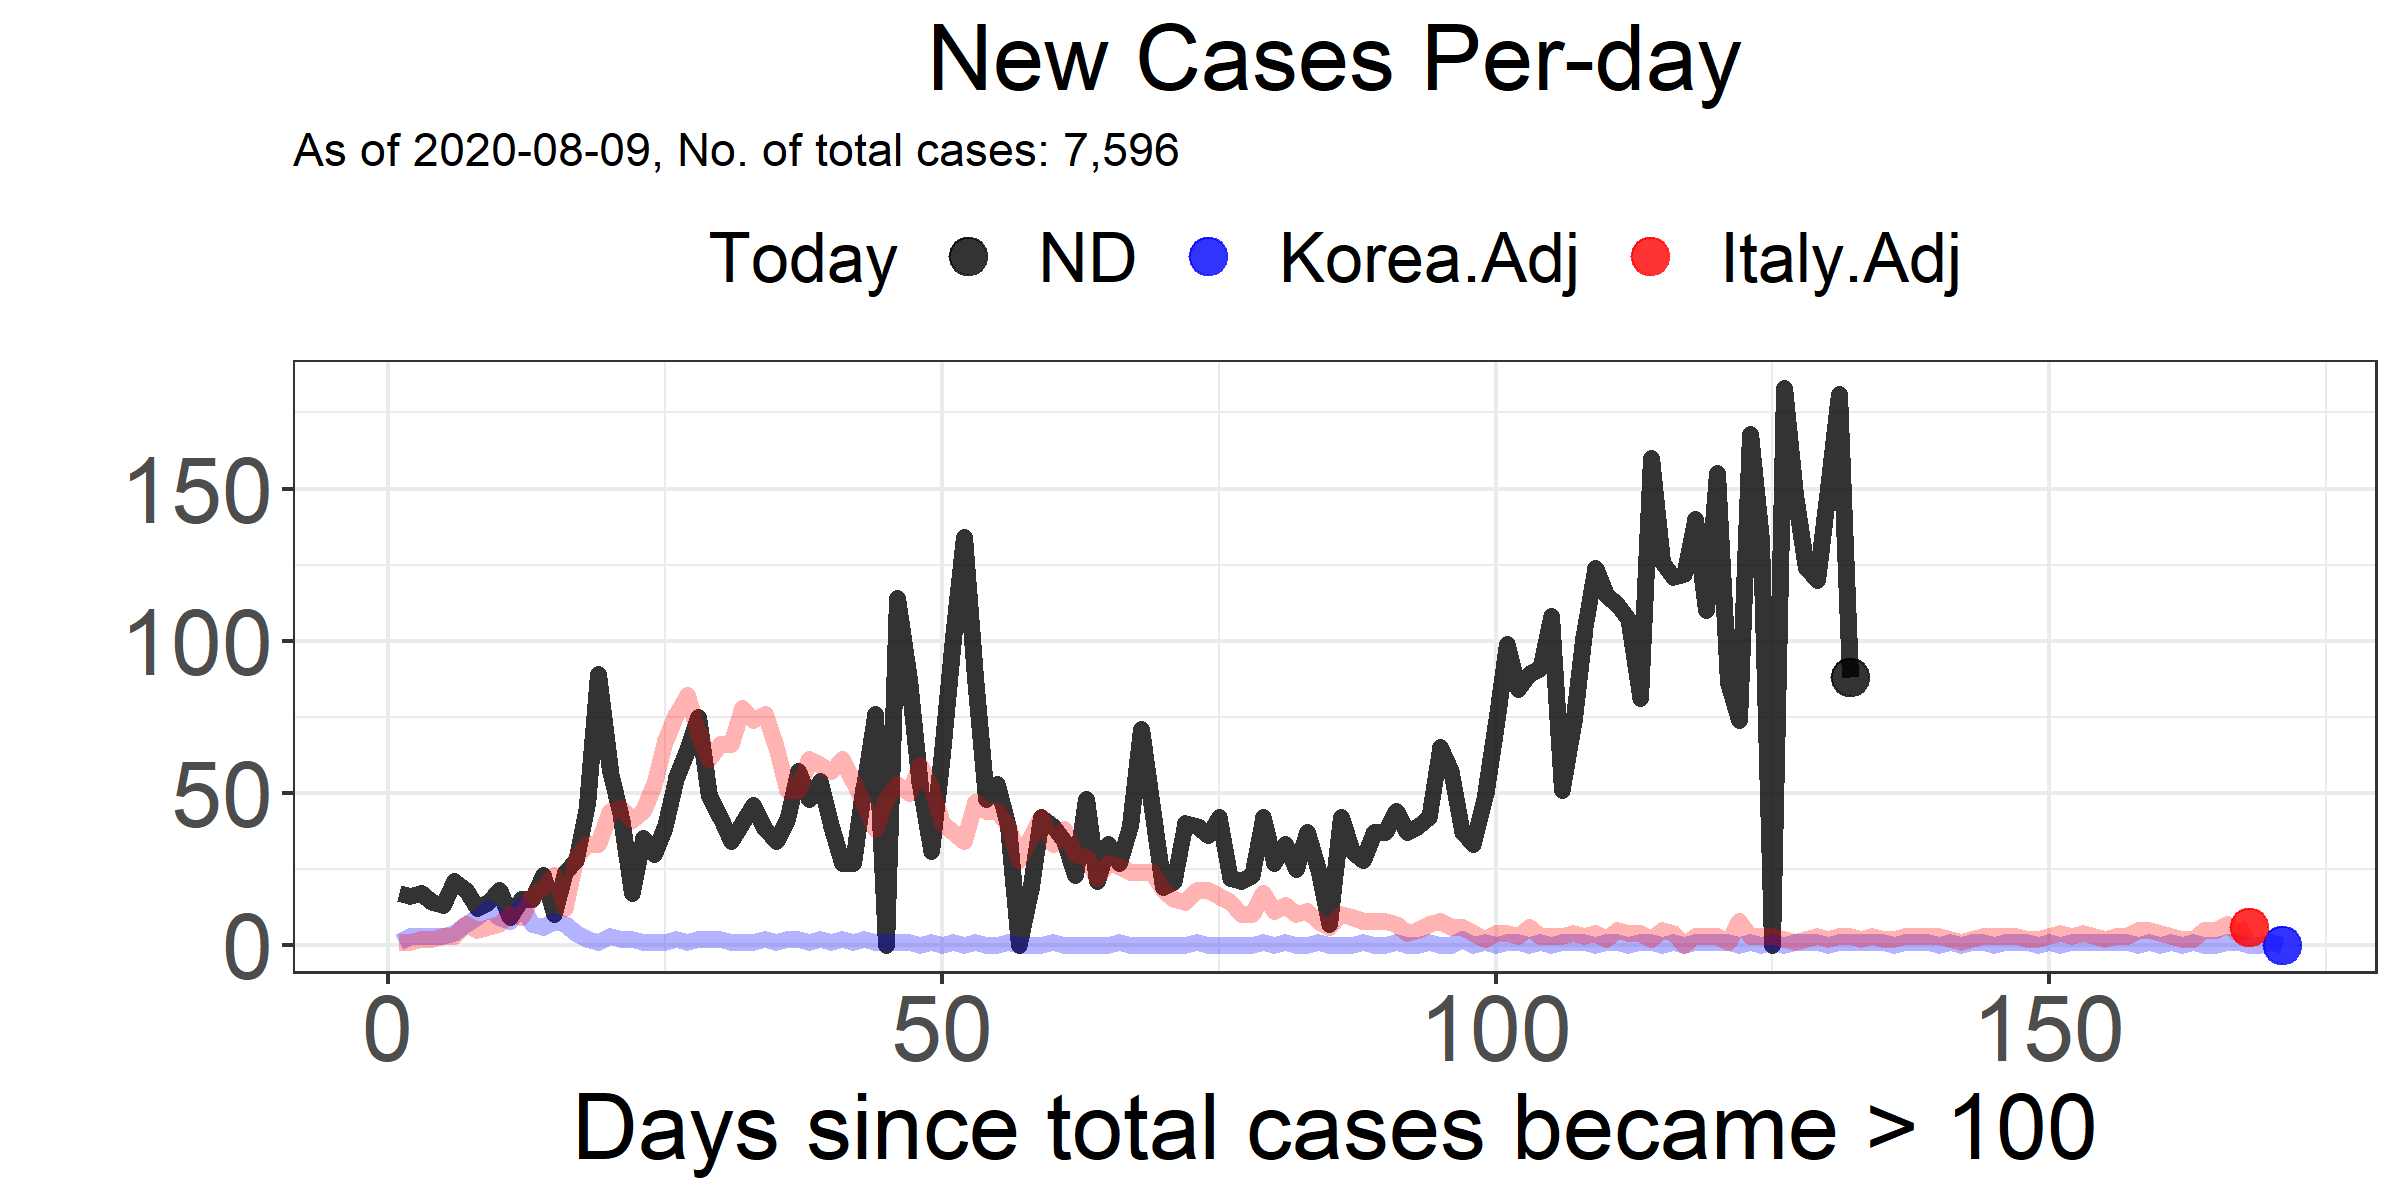 New Cases Per-day
As of 2020-08-09, No. of total cases: 7,596
Today ND Korea.Adj Italy.Adj
150
100
50
0
0 50 100 150
Days since total cases became > 100